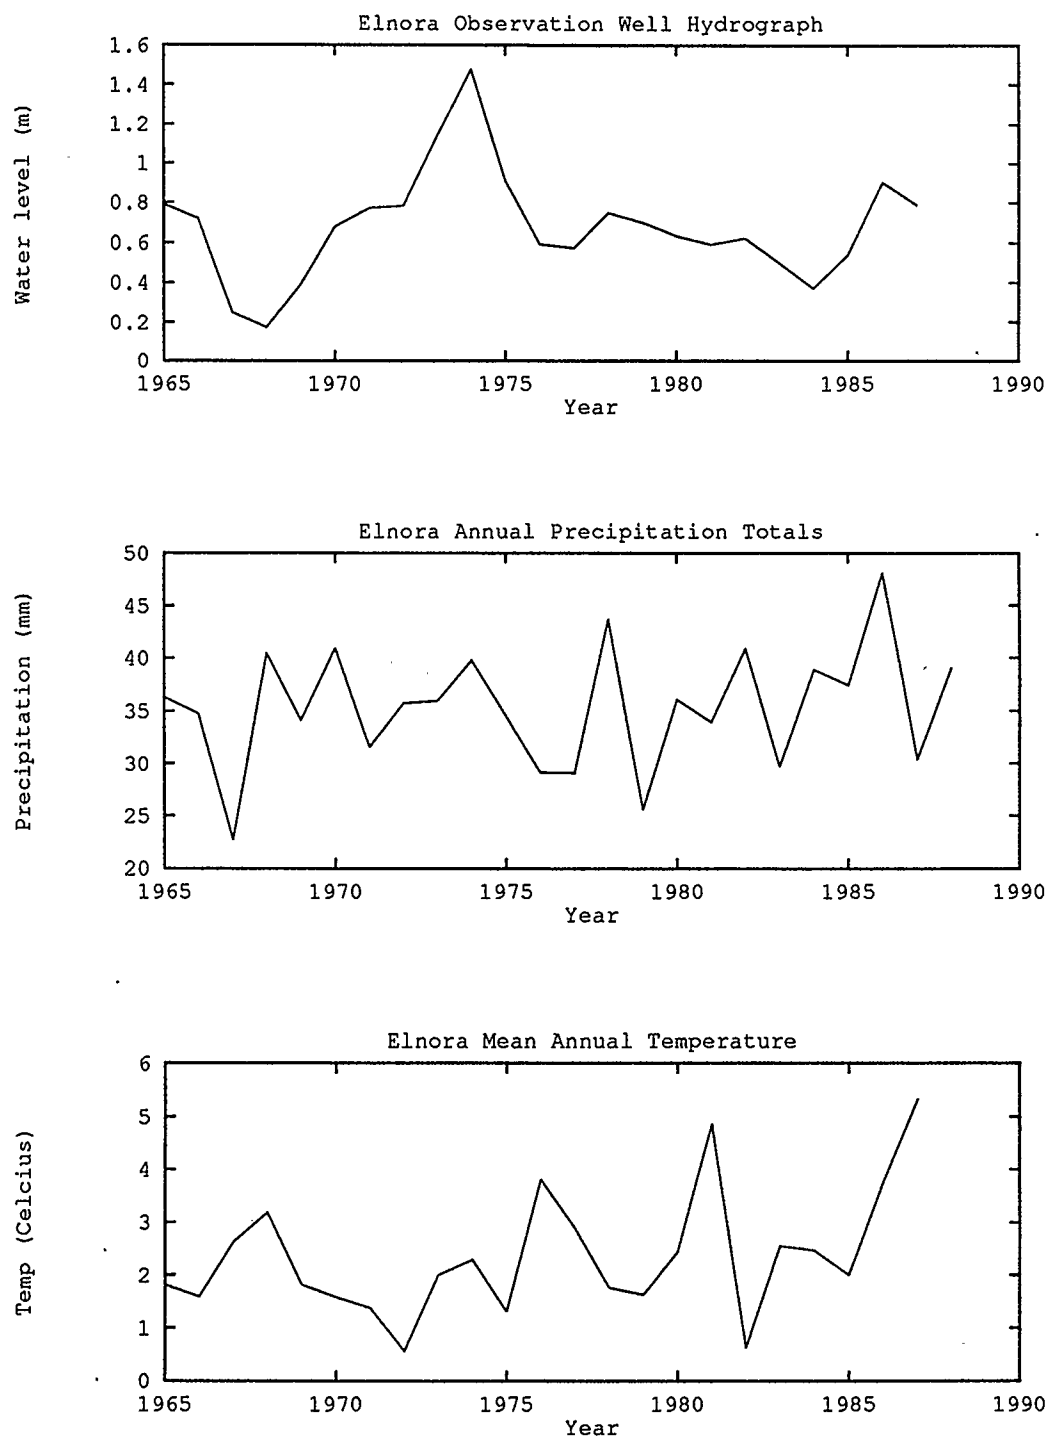 Elnora Observation Well Hydrograph
Water level (m)
1.6
1.4
1.2
1
0.8
0.6
0.4
0.2
0
1965 1970 1975 1980 1985 1990
Year
Elnora Annual Precipitation Totals
Precipitation (mm)
50
45
40
35
30
25
20
1965 1970 1975 1980 1985 1990
Year
Elnora Mean Annual Temperature
Temp (Celcius)
6
5
4
3
2
1
0
1965 1970 1975 1980 1985 1990
Year